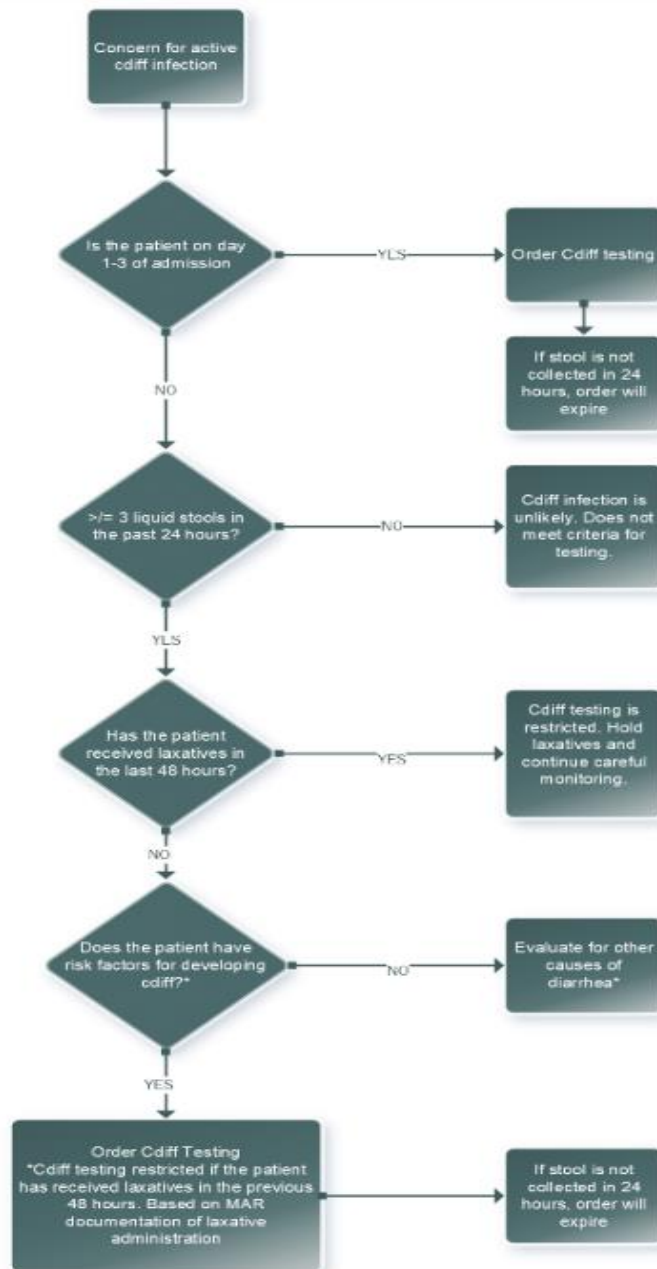 Concern for active
cdiff infection
Is the patient on day
1-3 of admission
YES
Order Cdiff testing
If stool is not
collected in 24
hours, order will
expire
NO
>/= 3 liquid stools in
the past 24 hours?
NO
Cdiff infection is
unlikely. Does not
meet criteria for
testing.
YES
Has the patient
received laxatives in
the last 48 hours?
YES
Cdiff testing is
restricted. Hold
laxatives and
continue careful
monitoring.
NO
Does the patient have
risk factors for developing
cdiff?*
NO
Evaluate for other
causes of
diarrhea*
YES
Order Cdiff Testing
*Cdiff testing restricted if the patient
has received laxatives in the previous
48 hours. Based on MAR
documentation of laxative
administration
If stool is not
collected in 24
hours, order will
expire